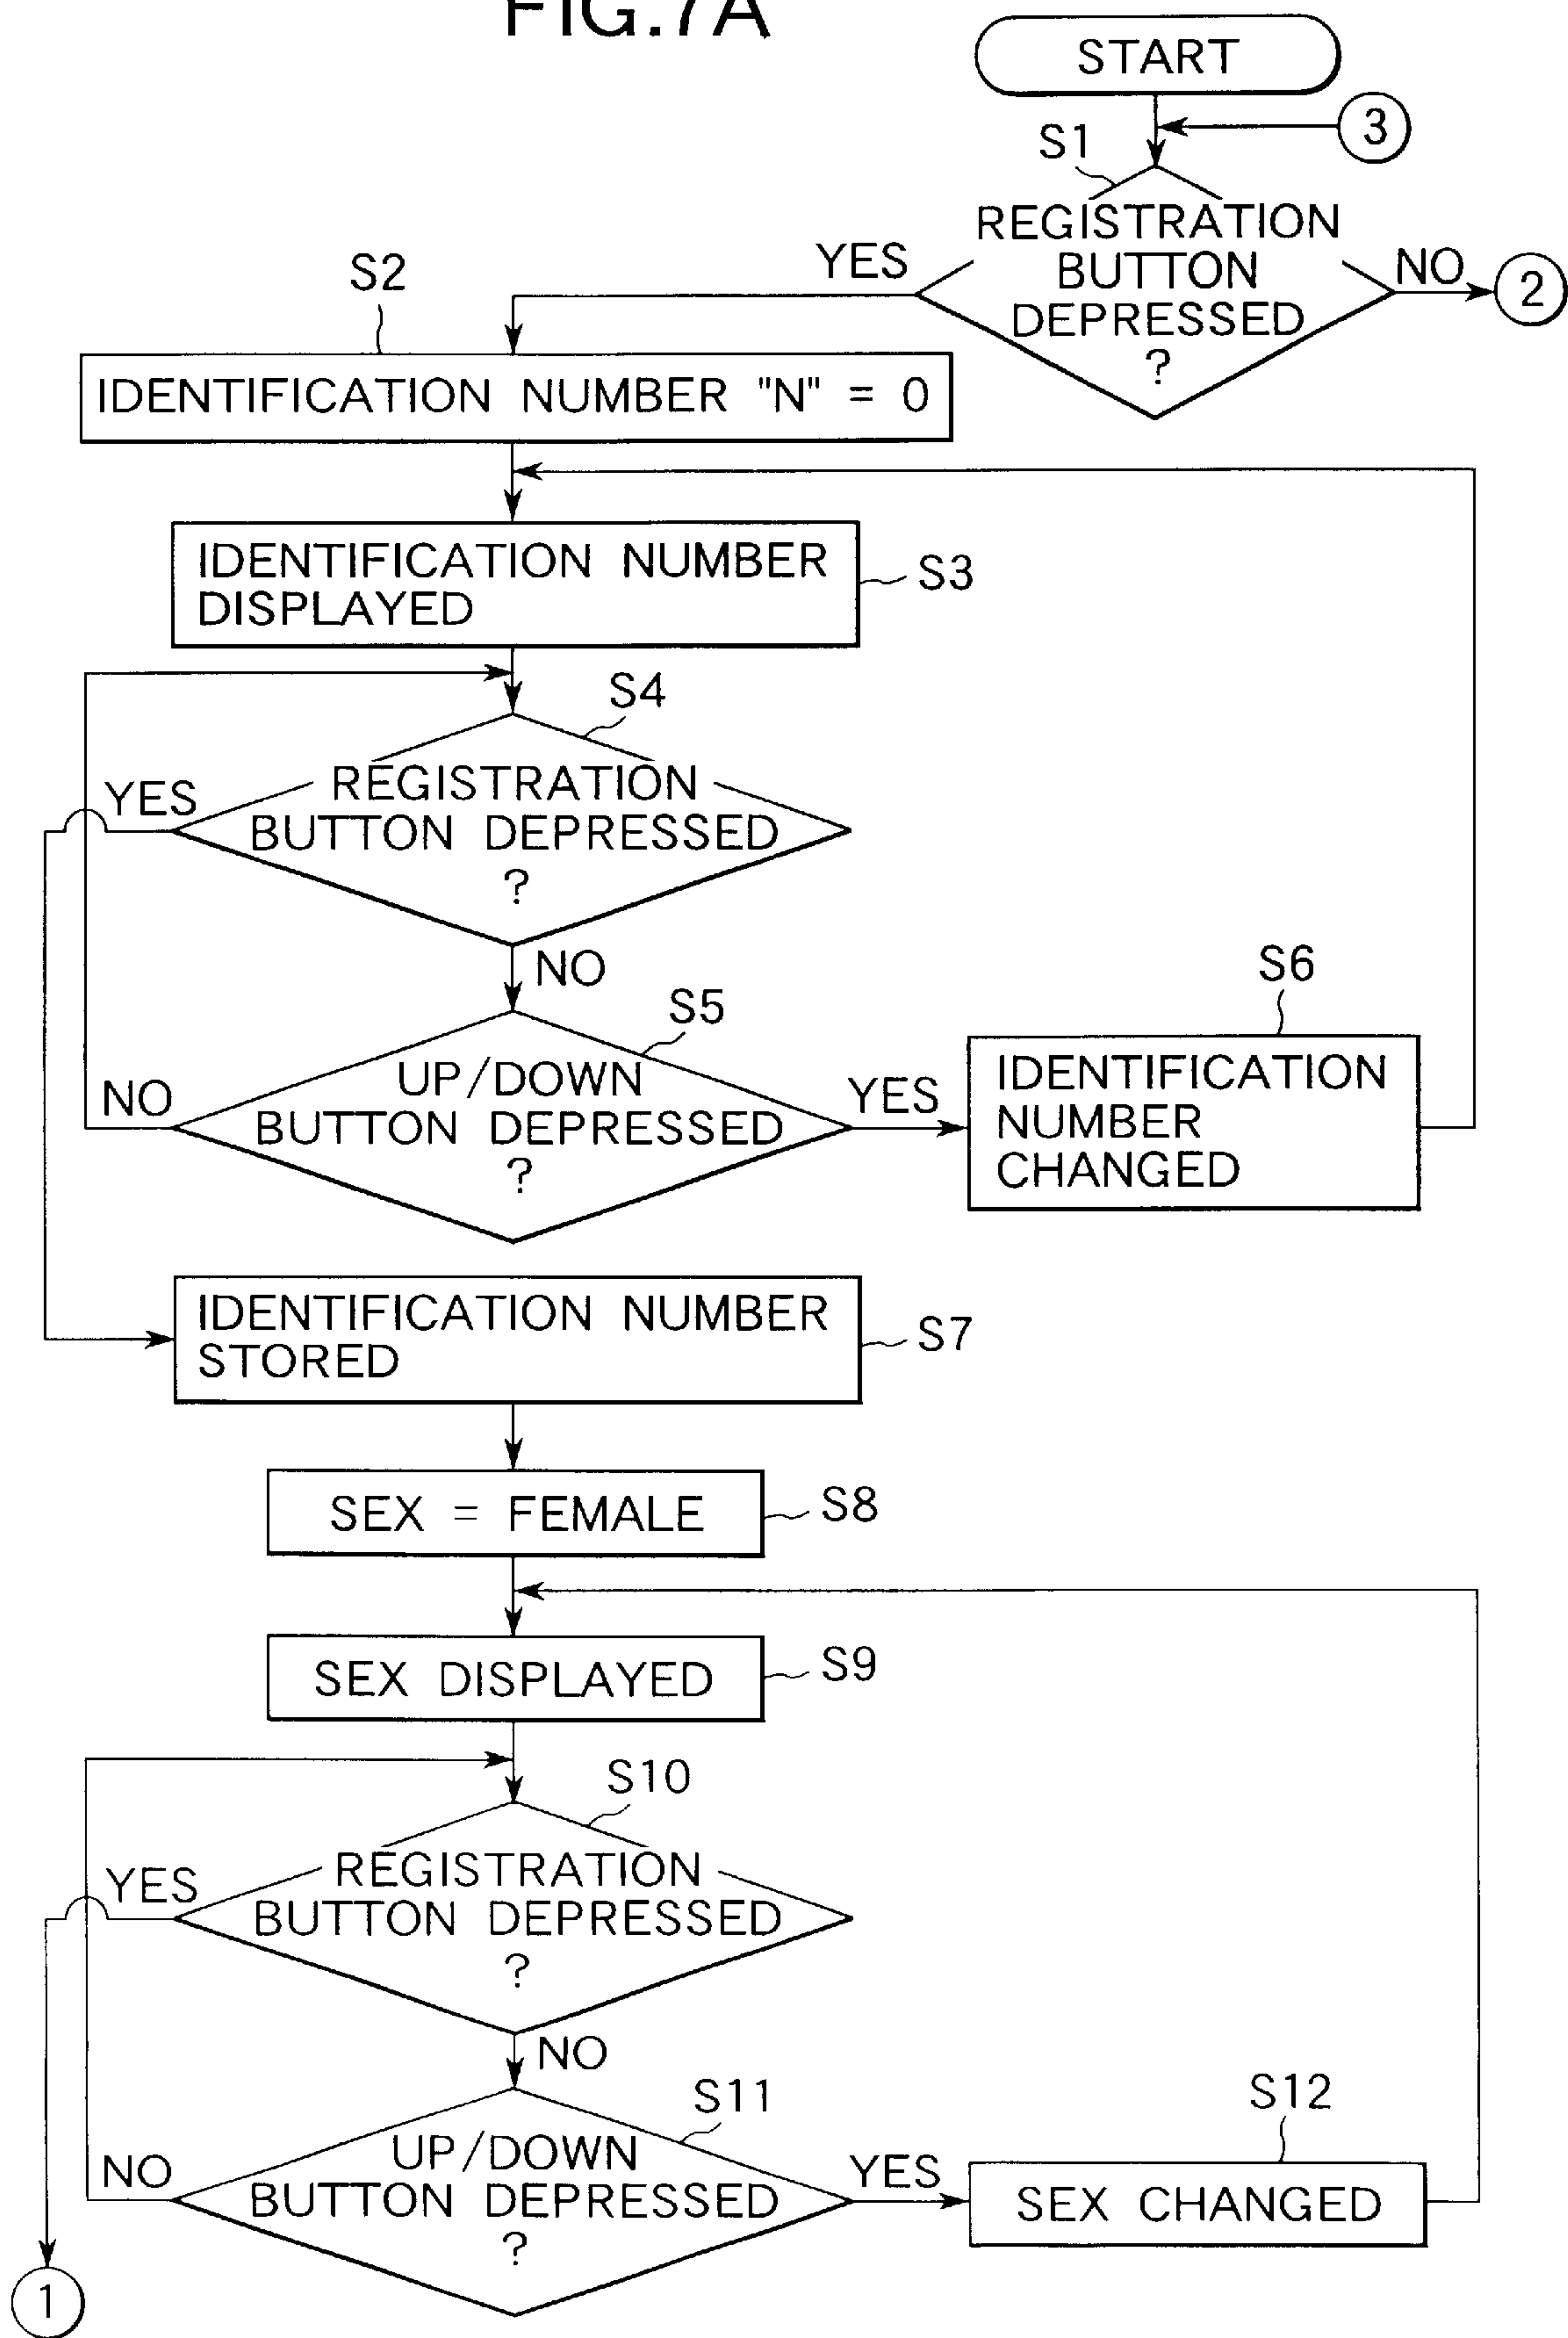 FIG.7A
START
3
S1
REGISTRATION
BUTTON
DEPRESSED
?
YES
NO
2
S2
IDENTIFICATION NUMBER "N" = 0
IDENTIFICATION NUMBER
DISPLAYED
S3
S4
REGISTRATION
BUTTON DEPRESSED
?
YES
NO
S5
UP/DOWN
BUTTON DEPRESSED
?
NO
YES
S6
IDENTIFICATION
NUMBER
CHANGED
IDENTIFICATION NUMBER
STORED
S7
SEX = FEMALE
S8
SEX DISPLAYED
S9
S10
REGISTRATION
BUTTON DEPRESSED
?
YES
NO
S11
UP/DOWN
BUTTON DEPRESSED
?
NO
YES
S12
SEX CHANGED
1